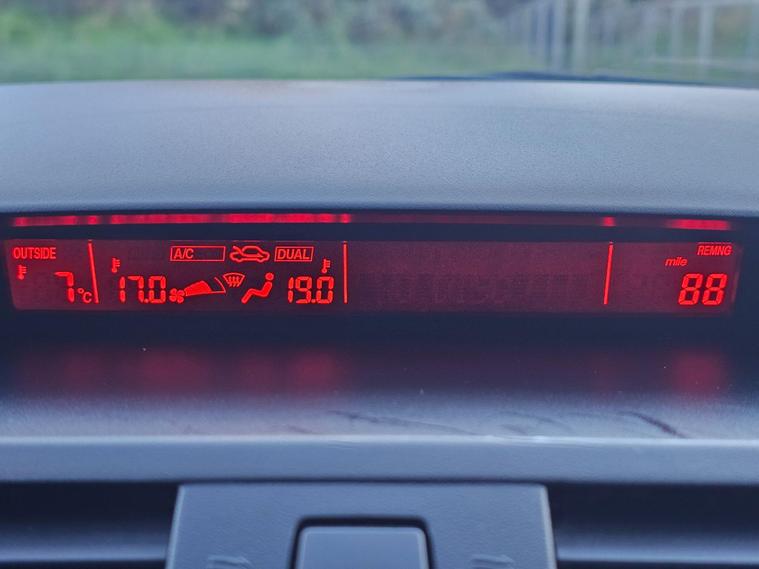 OUTSIDE A/C DUAL REMNG
mile
7°C 17.0 19.0 88